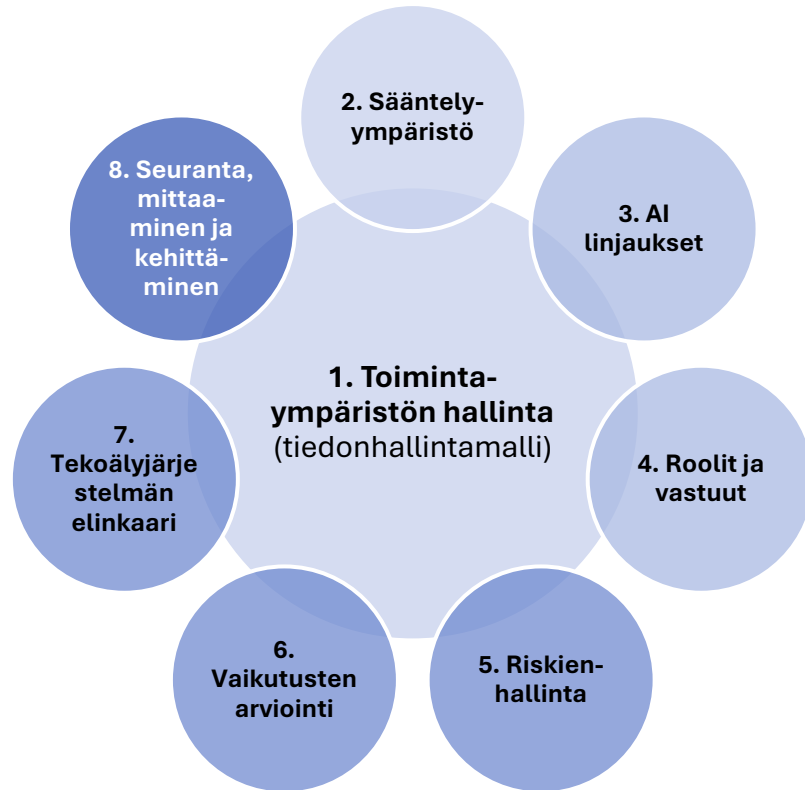 1. Toiminta-
ympäristön hallinta
(tiedonhallintamalli)
2. Sääntely-
ympäristö
3. AI
linjaukset
4. Roolit ja
vastuut
5. Riskien-
hallinta
6.
Vaikutusten
arviointi
7.
Tekoälyjärje
stelmän
elinkaari
8. Seuranta,
mittaa-
minen ja
kehittä-
minen